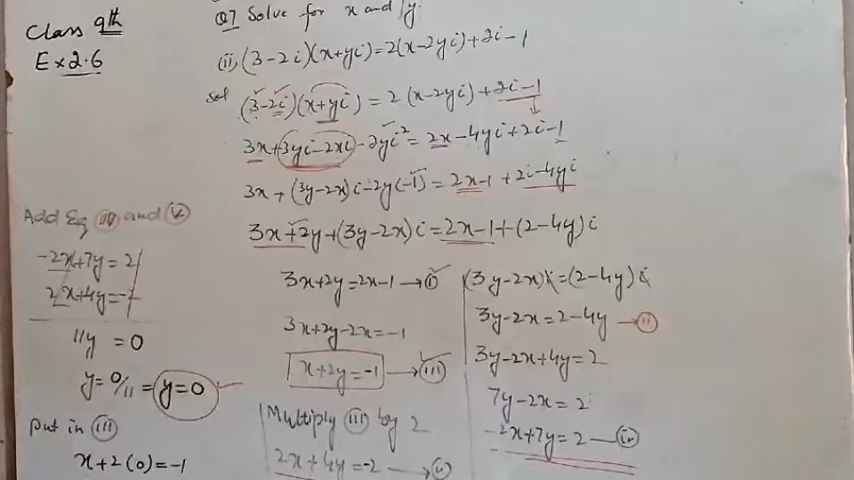 Class 9th
Ex 2.6
Q7 Solve for x and y.
(ii) (3-2i)(x+yi)=2(x-2yi)+2i-1
Sol (3-2i)(x+yi)=2(x-2yi)+2i-1
3x+3yi-2xi-2yi²=2x-4yi+2i-1
3x+(3y-2x)i-2y(-1)=2x-1+2i-4yi
3x+2y+(3y-2x)i=2x-1+(2-4y)i
3x+2y=2x-1→(i)
3x+2y-2x=-1
x+2y=-1→(iii)
Multiply (iii) by 2
2x+4y=-2→(v)
(3y-2x)i=(2-4y)i
3y-2x=2-4y→(ii)
3y-2x+4y=2
7y-2x=2
-2x+7y=2—(iv)
Add Eq (iv) and (v)
-2x+7y=2
2x+4y=-2
11y=0
y=0/11=y=0
put in (iii)
x+2(0)=-1